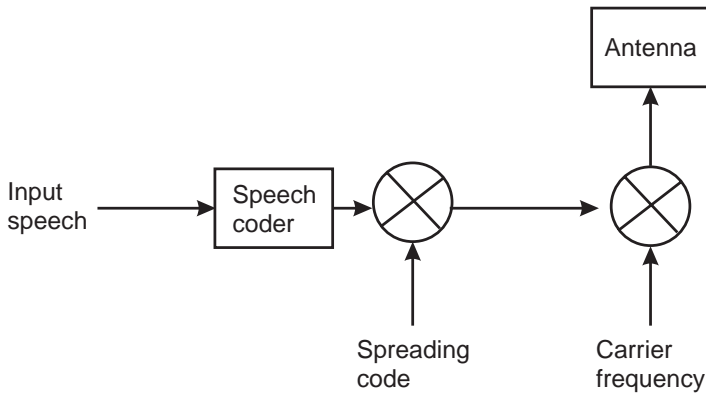 Antenna
Input
speech
Speech
coder
Spreading
code
Carrier
frequency